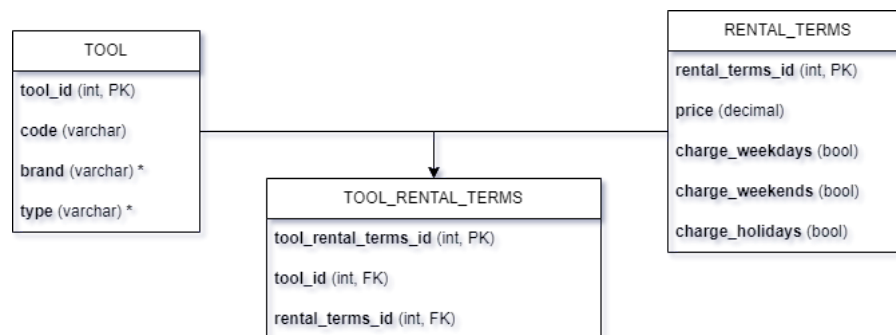 TOOL
tool_id (int, PK)
code (varchar)
brand (varchar) *
type (varchar) *
RENTAL_TERMS
rental_terms_id (int, PK)
price (decimal)
charge_weekdays (bool)
charge_weekends (bool)
charge_holidays (bool)
TOOL_RENTAL_TERMS
tool_rental_terms_id (int, PK)
tool_id (int, FK)
rental_terms_id (int, FK)